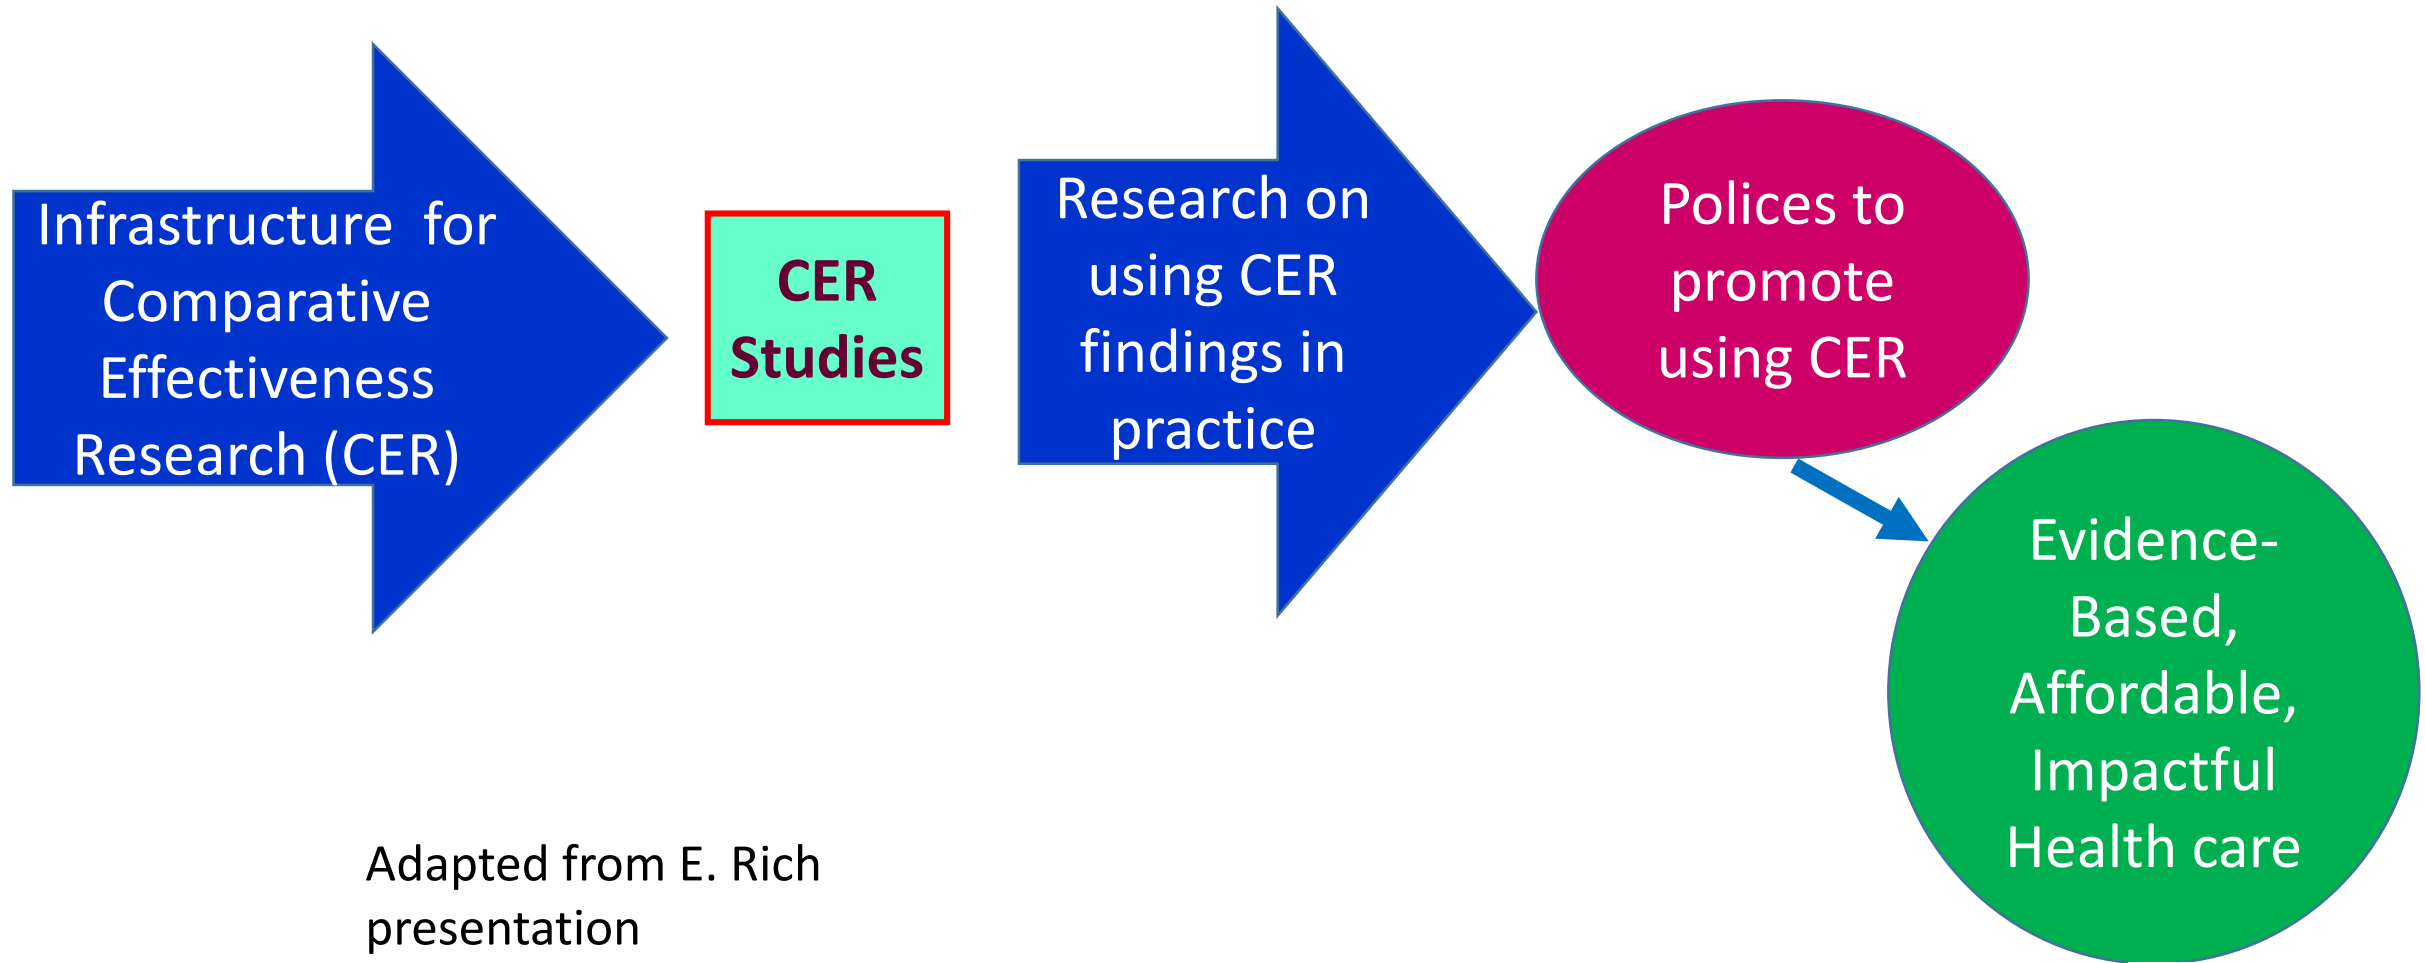 Infrastructure  for
Comparative
Effectiveness
Research (CER)
CER
Studies
Research on
using CER
findings in
practice
Polices to
promote
using CER
Evidence-
Based,
Affordable,
Impactful
Health care
Adapted from E. Rich
presentation